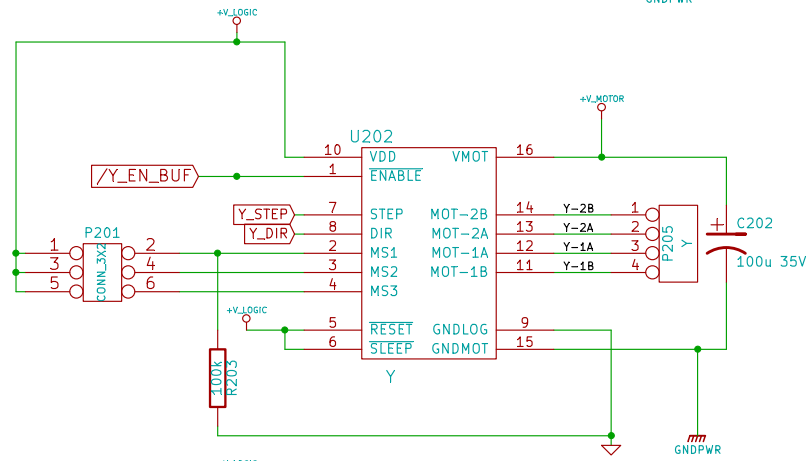 GNDPWR
+V_LOGIC
+V_MOTOR
U202
10 VDD VMOT 16
/Y_EN_BUF 1 ENABLE
Y_STEP 7 STEP MOT-2B 14 Y-2B 1
Y_DIR 8 DIR MOT-2A 13 Y-2A 2
2 MS1 MOT-1A 12 Y-1A 3
3 MS2 MOT-1B 11 Y-1B 4
4 MS3
P205
Y
C202
+
100u 35V
P201
1 2
3 4
5 6
CONN_3X2
+V_LOGIC
5 RESET GNDLOG 9
6 SLEEP GNDMOT 15
Y
100k
R203
GNDPWR
+V_LOGIC